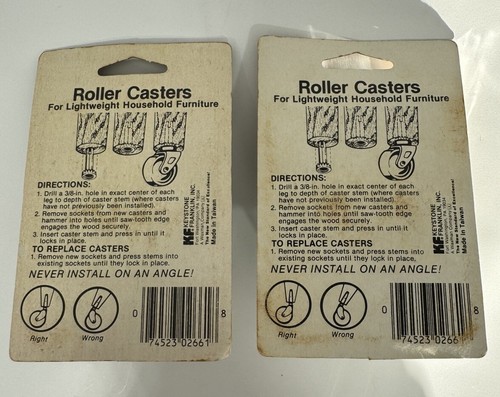 Roller Casters
For Lightweight Household Furniture
DIRECTIONS:
1. Drill a 3/8-in. hole in exact center of each
leg to depth of caster stem (where casters
have not previously been installed).
2. Remove sockets from new casters and
hammer into holes until saw-tooth edge
engages the wood securely.
3. Insert caster stem and press in until it
locks in place.
TO REPLACE CASTERS
1. Remove new sockets and press stems into
existing sockets until they lock in place.
NEVER INSTALL ON AN ANGLE!
KF KEYSTONE
FRANKLIN, INC.
The New Standard of Excellence!
Made in Taiwan
Right
Wrong
0
74523 02661
8
Roller Casters
For Lightweight Household Furniture
DIRECTIONS:
1. Drill a 3/8-in. hole in exact center of each
leg to depth of caster stem (where casters
have not previously been installed).
2. Remove sockets from new casters and
hammer into holes until saw-tooth edge
engages the wood securely.
3. Insert caster stem and press in until it
locks in place.
TO REPLACE CASTERS
1. Remove new sockets and press stems into
existing sockets until they lock in place.
NEVER INSTALL ON AN ANGLE!
KF KEYSTONE
FRANKLIN, INC.
The New Standard of Excellence!
Made in Taiwan
Right
Wrong
0
74523 02661
8